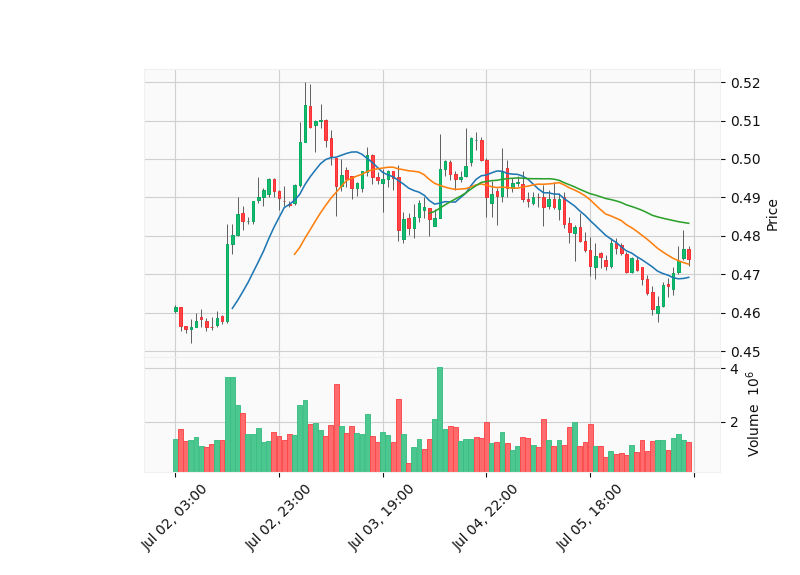 0.52
0.51
0.50
0.49
0.48
0.47
0.46
0.45
Price
4
2
Volume 10^6
Jul 02, 03:00
Jul 02, 23:00
Jul 03, 19:00
Jul 04, 22:00
Jul 05, 18:00